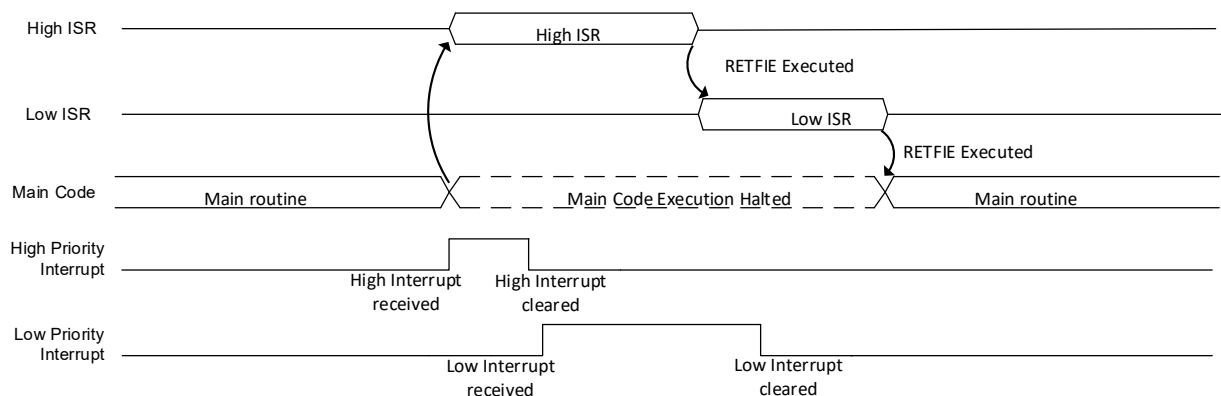 High ISR
High ISR
RETFIE Executed
Low ISR
Low ISR
RETFIE Executed
Main Code
Main routine
Main Code Execution Halted
Main routine
High Priority
Interrupt
High Interrupt
received
High Interrupt
cleared
Low Priority
Interrupt
Low Interrupt
received
Low Interrupt
cleared